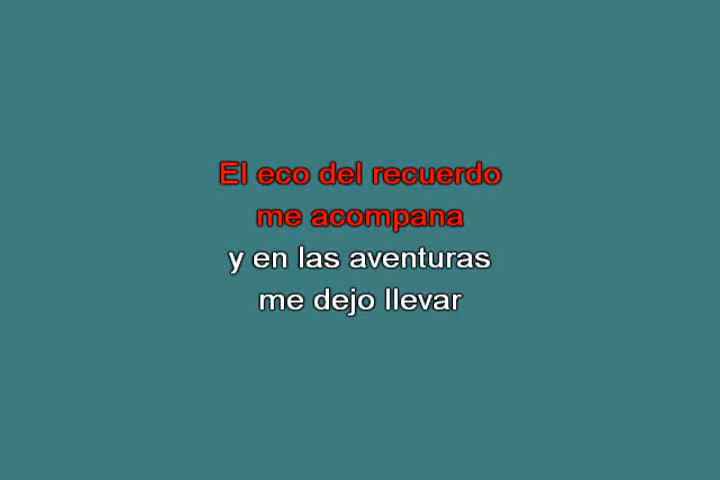 El eco del recuerdo
me acompana
y en las aventuras
me dejo llevar